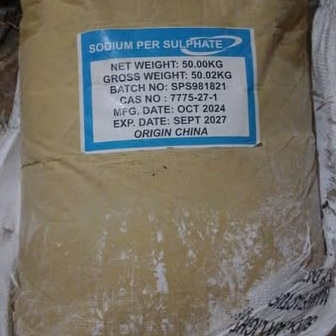 SODIUM PER SULPHATE
NET WEIGHT: 50.00KG
GROSS WEIGHT: 50.02KG
BATCH NO: SPS981821
CAS NO : 7775-27-1
MFG. DATE: OCT 2024
EXP. DATE: SEPT 2027
ORIGIN CHINA